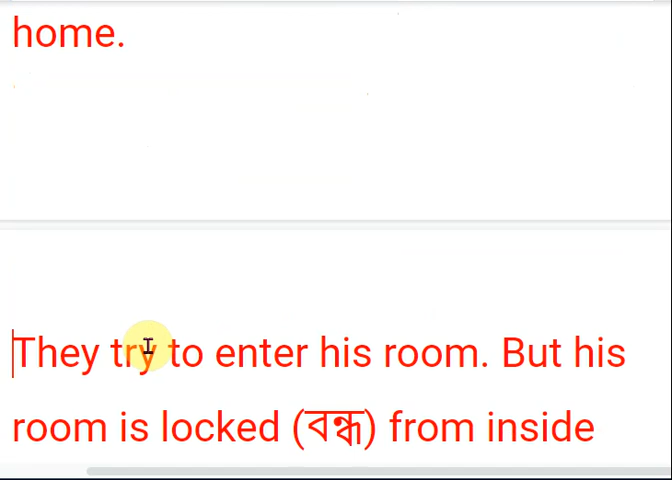 home.
They try to enter his room. But his
room is locked (বন্ধ) from inside